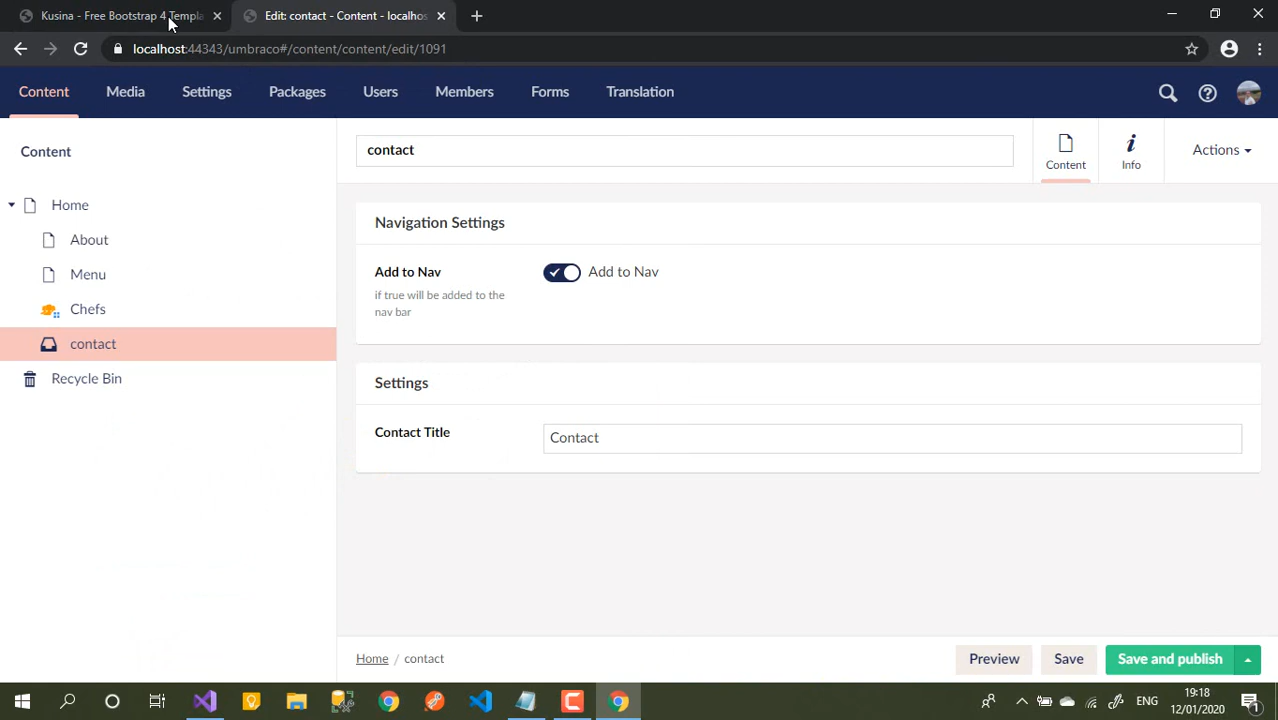 Kusina - Free Bootstrap 4 Templa
Edit: contact - Content - localhos
localhost:44343/umbraco#/content/content/edit/1091
Content
Media
Settings
Packages
Users
Members
Forms
Translation
Content
contact
Content
Info
Actions
Home
About
Menu
Chefs
contact
Recycle Bin
Navigation Settings
Add to Nav
if true will be added to the
nav bar
Add to Nav
Settings
Contact Title
Contact
Home / contact
Preview
Save
Save and publish
ENG
19:18
12/01/2020
1